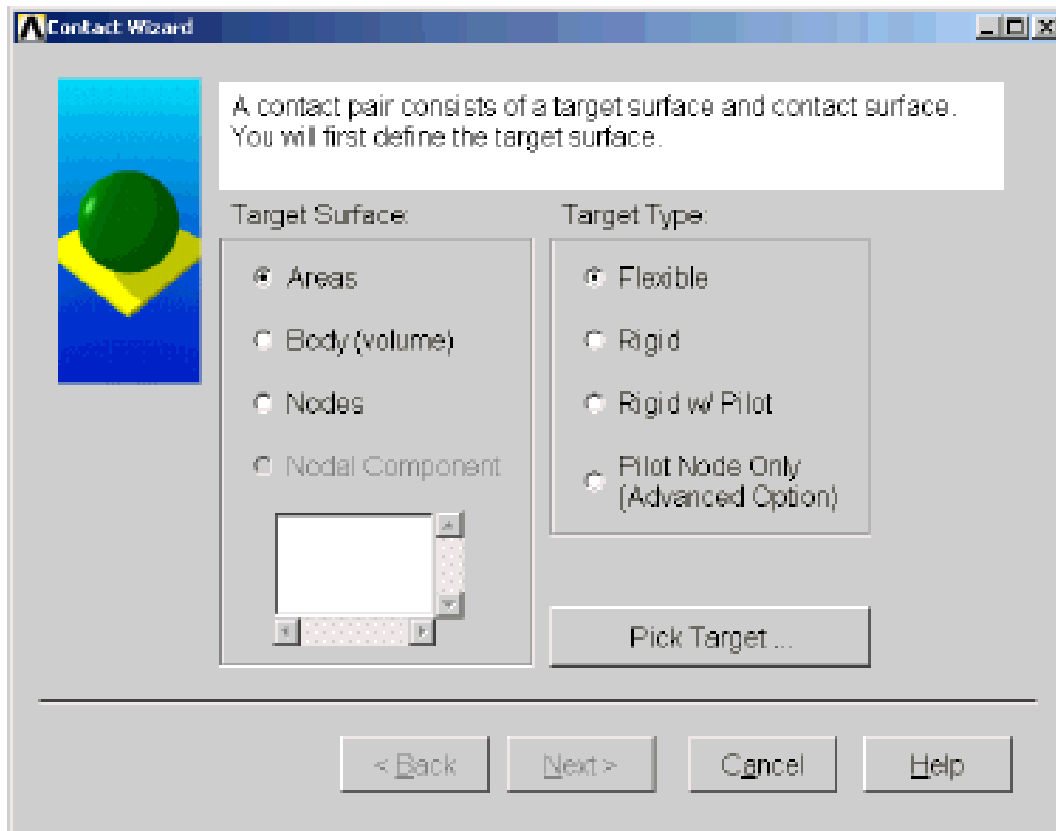 Contact Wizard
A contact pair consists of a target surface and contact surface.
You will first define the target surface.
Target Surface:
Areas
Body (volume)
Nodes
Nodal Component
Target Type:
Flexible
Rigid
Rigid w/ Pilot
Pilot Node Only
(Advanced Option)
Pick Target ...
< Back
Next >
Cancel
Help